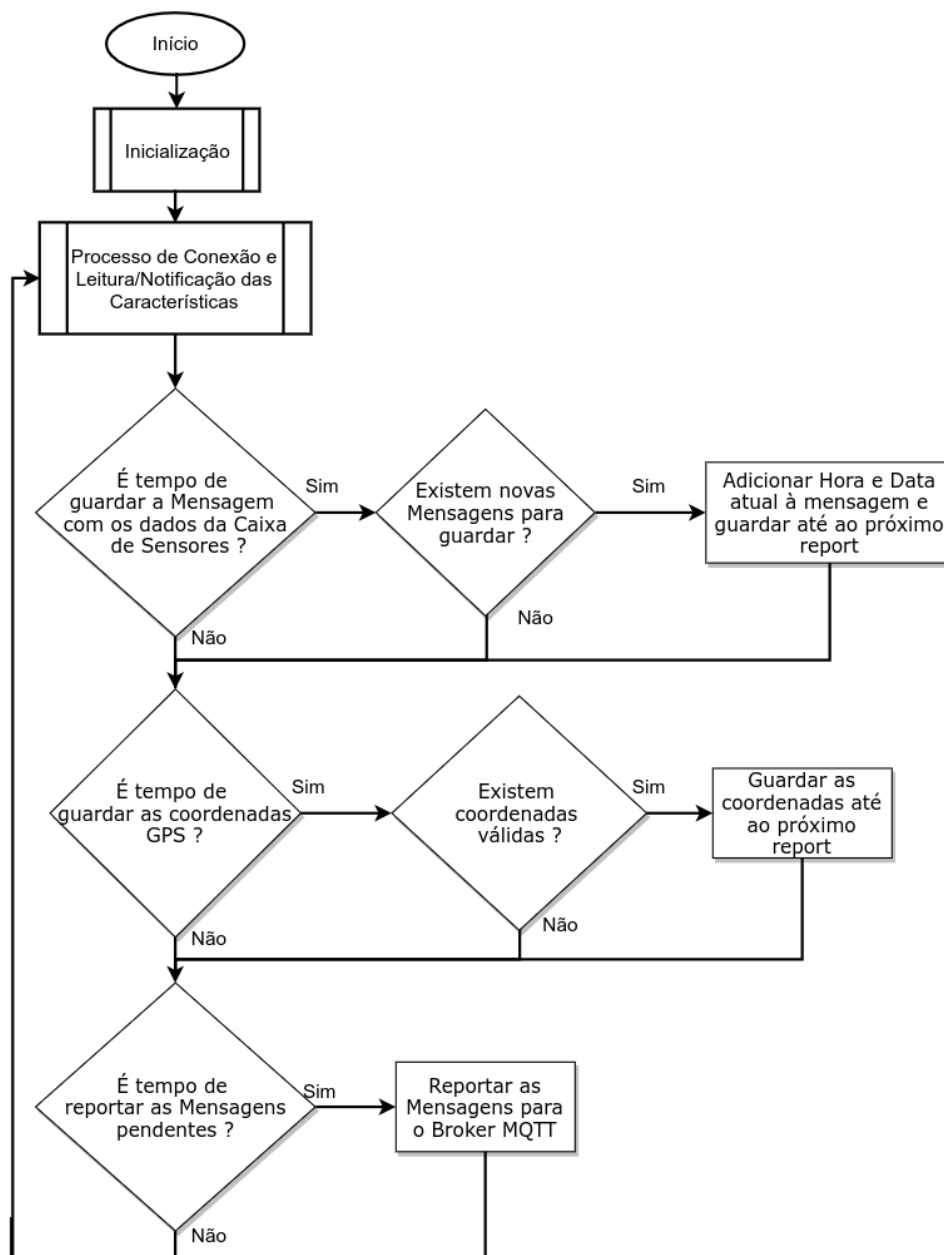 Início
Inicialização
Processo de Conexão e
Leitura/Notificação das
Características
É tempo de
guardar a Mensagem
com os dados da Caixa
de Sensores ?
Sim
Existem novas
Mensagens para
guardar ?
Sim
Adicionar Hora e Data
atual à mensagem e
guardar até ao próximo
report
Não
Não
É tempo de
guardar as coordenadas
GPS ?
Sim
Existem
coordenadas
válidas ?
Sim
Guardar as
coordenadas até
ao próximo
report
Não
Não
É tempo de
reportar as Mensagens
pendentes ?
Sim
Reportar as
Mensagens para
o Broker MQTT
Não